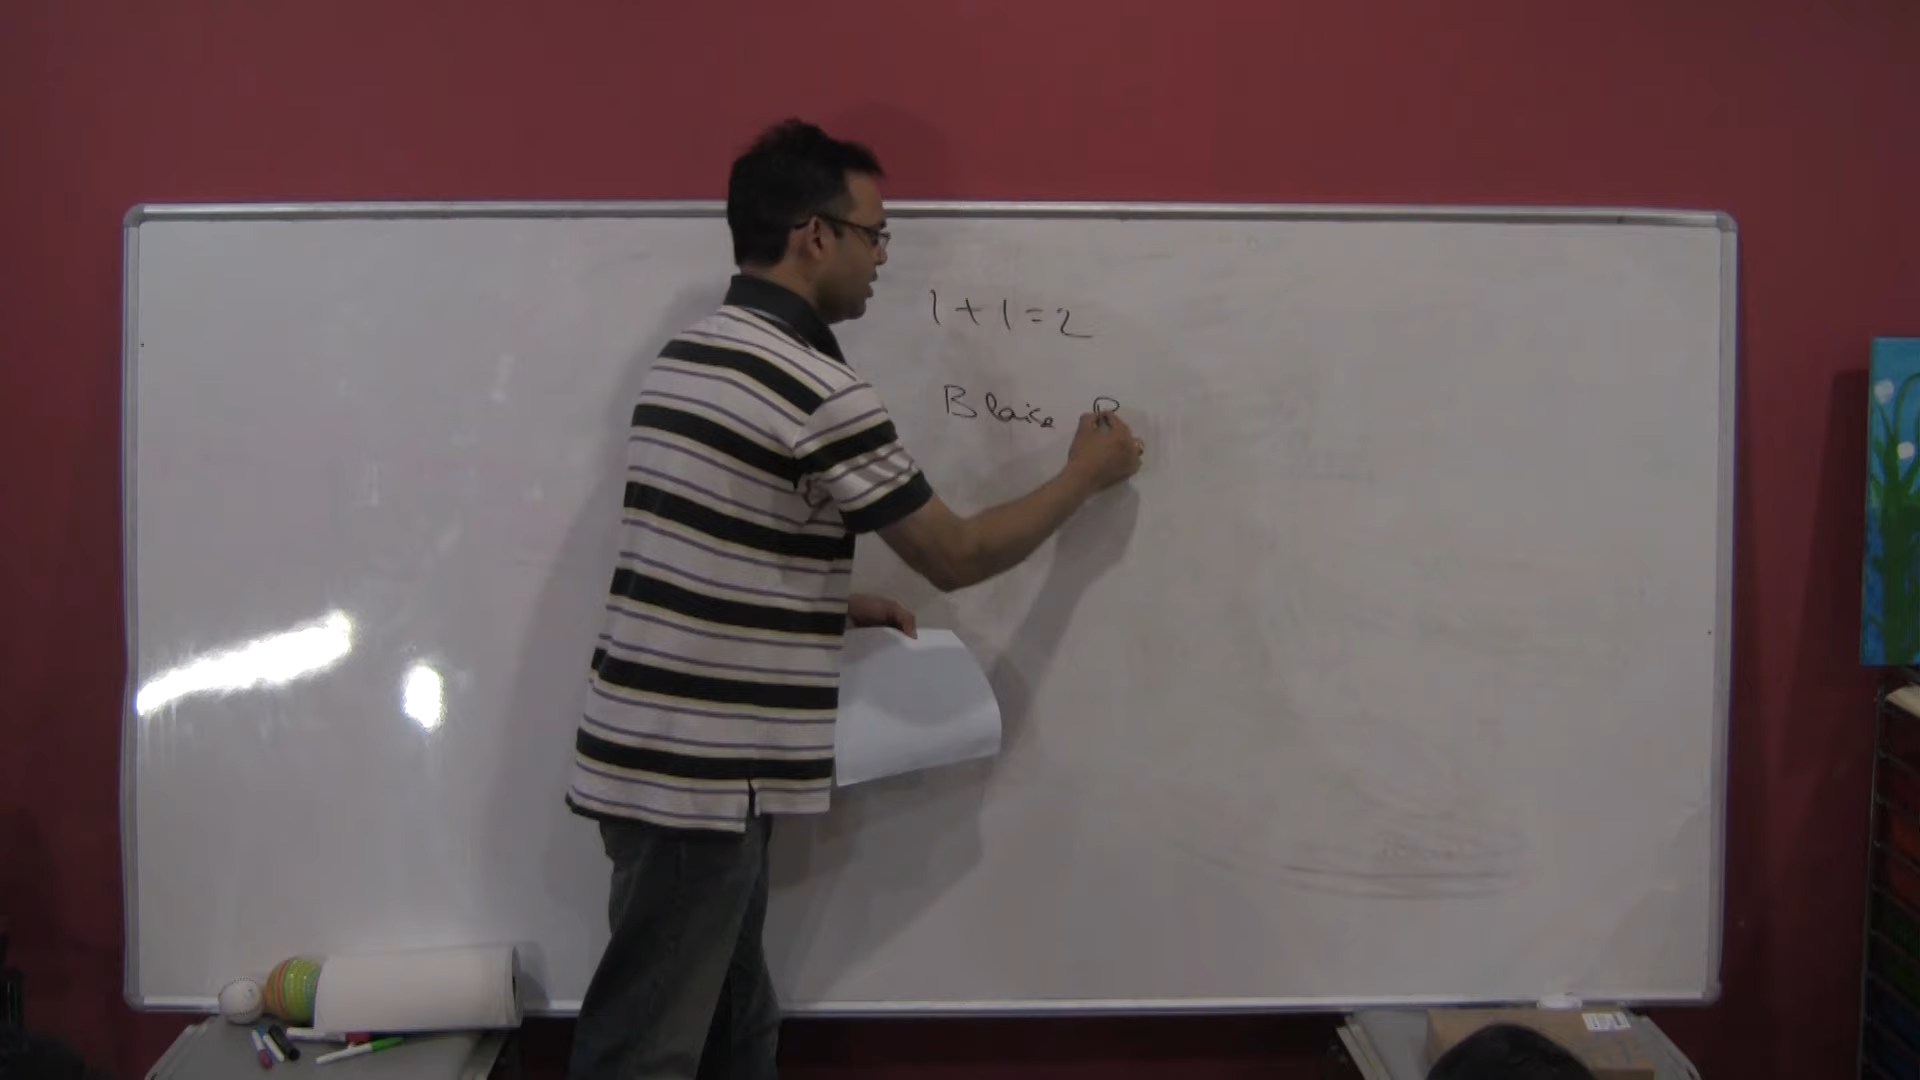 1 + 1 = 2
Blaise P